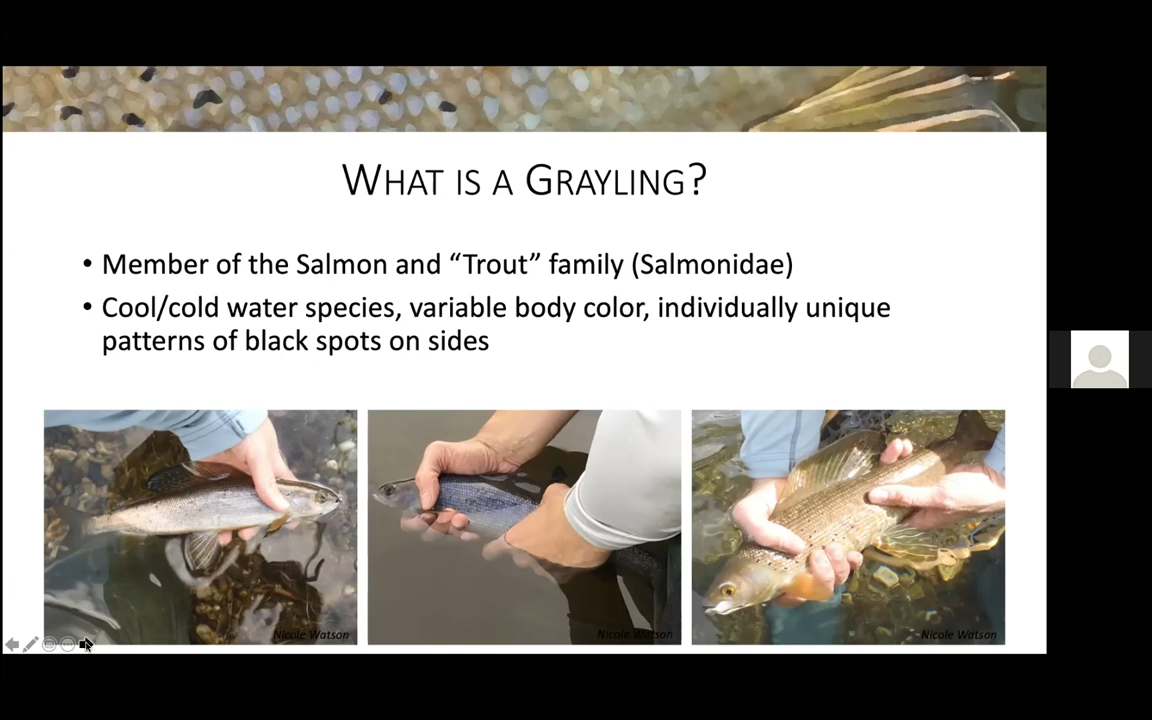 What is a Grayling?
• Member of the Salmon and “Trout” family (Salmonidae)
• Cool/cold water species, variable body color, individually unique
patterns of black spots on sides
Nicole Watson
Nicole Watson
Nicole Watson